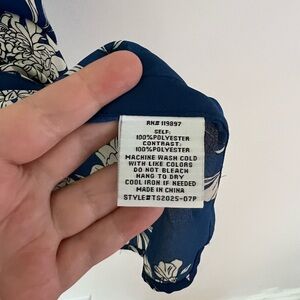 RN# 119897
SELF:
100%POLYESTER
CONTRAST:
100%POLYESTER
MACHINE WASH COLD
WITH LIKE COLORS
DO NOT BLEACH
HANG TO DRY
COOL IRON IF NEEDED
MADE IN CHINA
STYLE#TS2025-07P